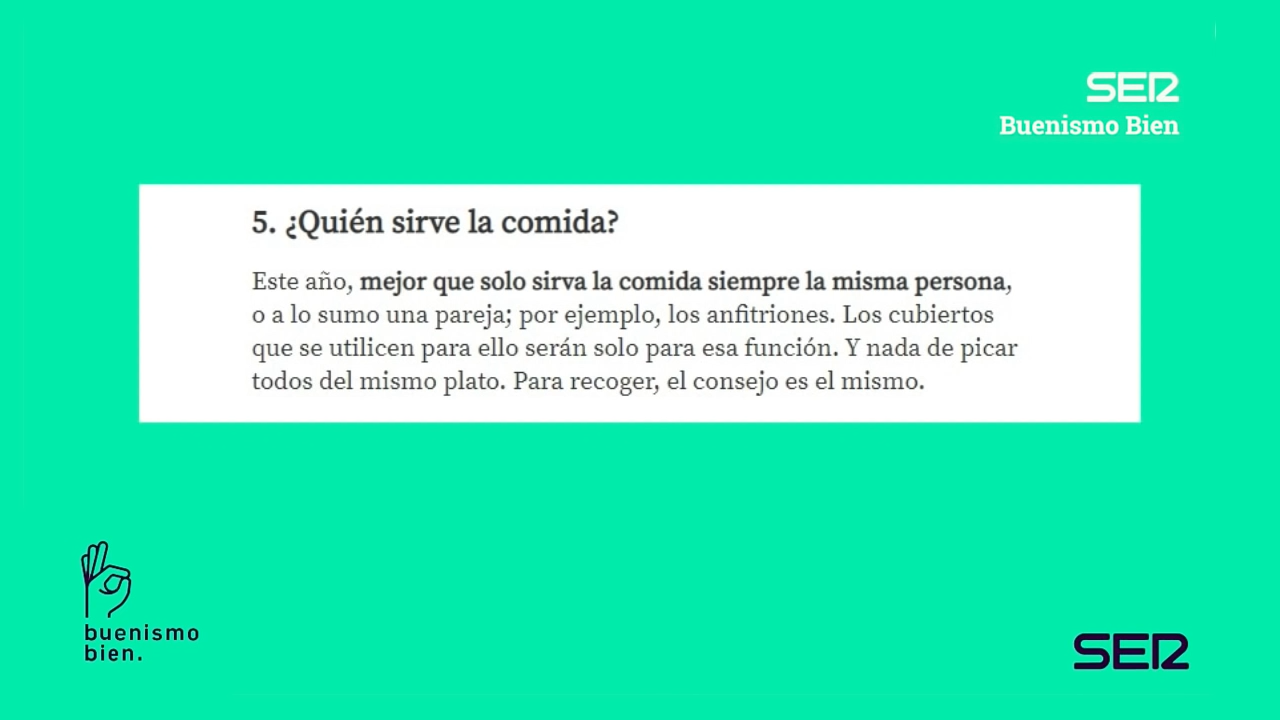 SER
Buenismo Bien
5. ¿Quién sirve la comida?
Este año, mejor que solo sirva la comida siempre la misma persona,
o a lo sumo una pareja; por ejemplo, los anfitriones. Los cubiertos
que se utilicen para ello serán solo para esa función. Y nada de picar
todos del mismo plato. Para recoger, el consejo es el mismo.
buenismo
bien.
SER